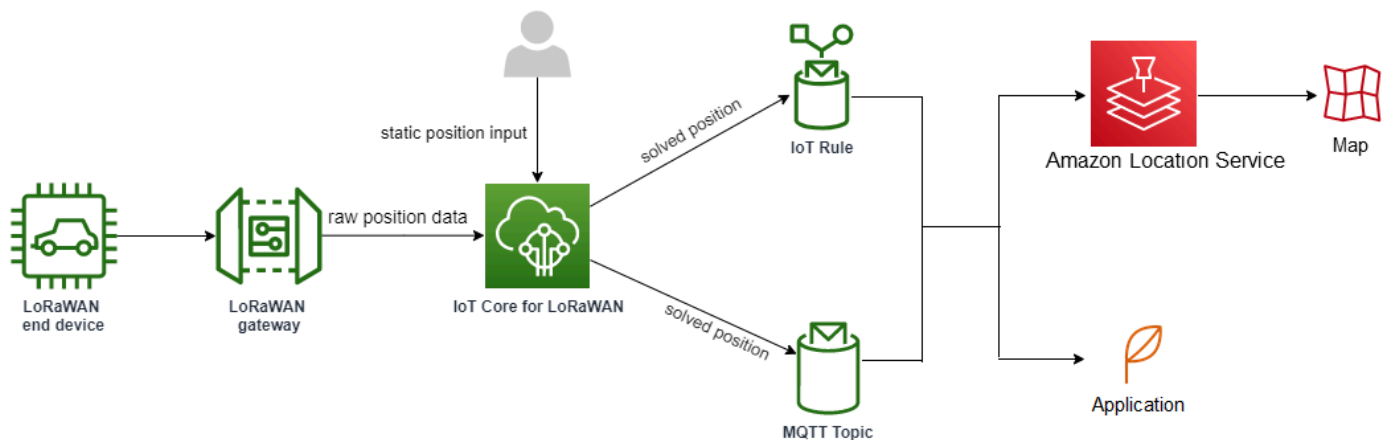 static position input
LoRaWAN
end device
LoRaWAN
gateway
raw position data
IoT Core for LoRaWAN
solved position
IoT Rule
solved position
MQTT Topic
Amazon Location Service
Map
Application